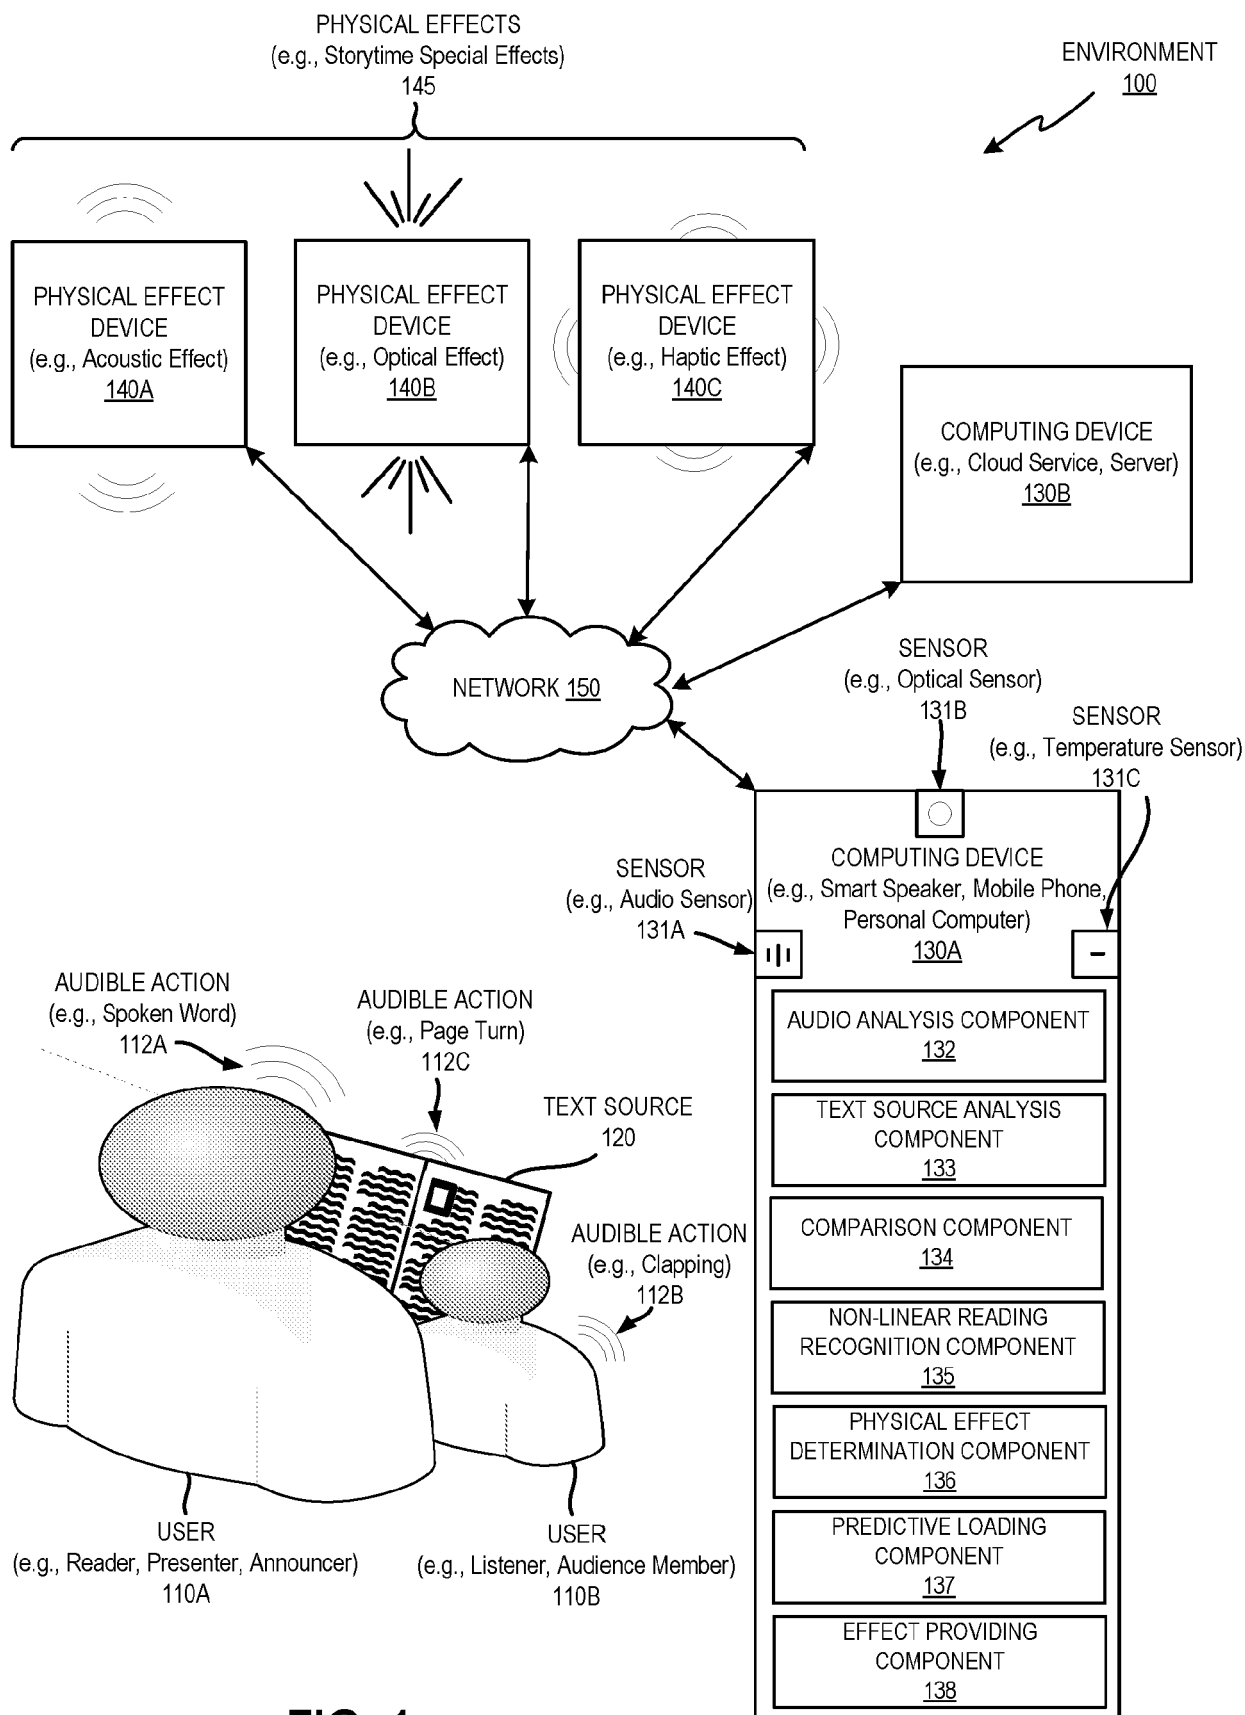 PHYSICAL EFFECTS
(e.g., Storytime Special Effects)
145
ENVIRONMENT
100
PHYSICAL EFFECT
DEVICE
(e.g., Acoustic Effect)
140A
PHYSICAL EFFECT
DEVICE
(e.g., Optical Effect)
140B
PHYSICAL EFFECT
DEVICE
(e.g., Haptic Effect)
140C
COMPUTING DEVICE
(e.g., Cloud Service, Server)
130B
NETWORK 150
SENSOR
(e.g., Optical Sensor)
131B
SENSOR
(e.g., Temperature Sensor)
131C
SENSOR
(e.g., Audio Sensor)
131A
COMPUTING DEVICE
(e.g., Smart Speaker, Mobile Phone,
Personal Computer)
130A
AUDIO ANALYSIS COMPONENT
132
TEXT SOURCE ANALYSIS
COMPONENT
133
COMPARISON COMPONENT
134
NON-LINEAR READING
RECOGNITION COMPONENT
135
PHYSICAL EFFECT
DETERMINATION COMPONENT
136
PREDICTIVE LOADING
COMPONENT
137
EFFECT PROVIDING
COMPONENT
138
AUDIBLE ACTION
(e.g., Spoken Word)
112A
AUDIBLE ACTION
(e.g., Page Turn)
112C
TEXT SOURCE
120
AUDIBLE ACTION
(e.g., Clapping)
112B
USER
(e.g., Reader, Presenter, Announcer)
110A
USER
(e.g., Listener, Audience Member)
110B